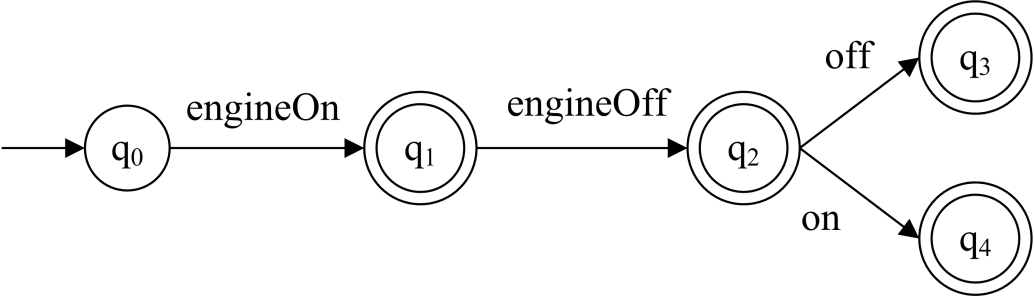 off
q₃
engineOn
engineOff
q₀
q₁
q₂
on
q₄